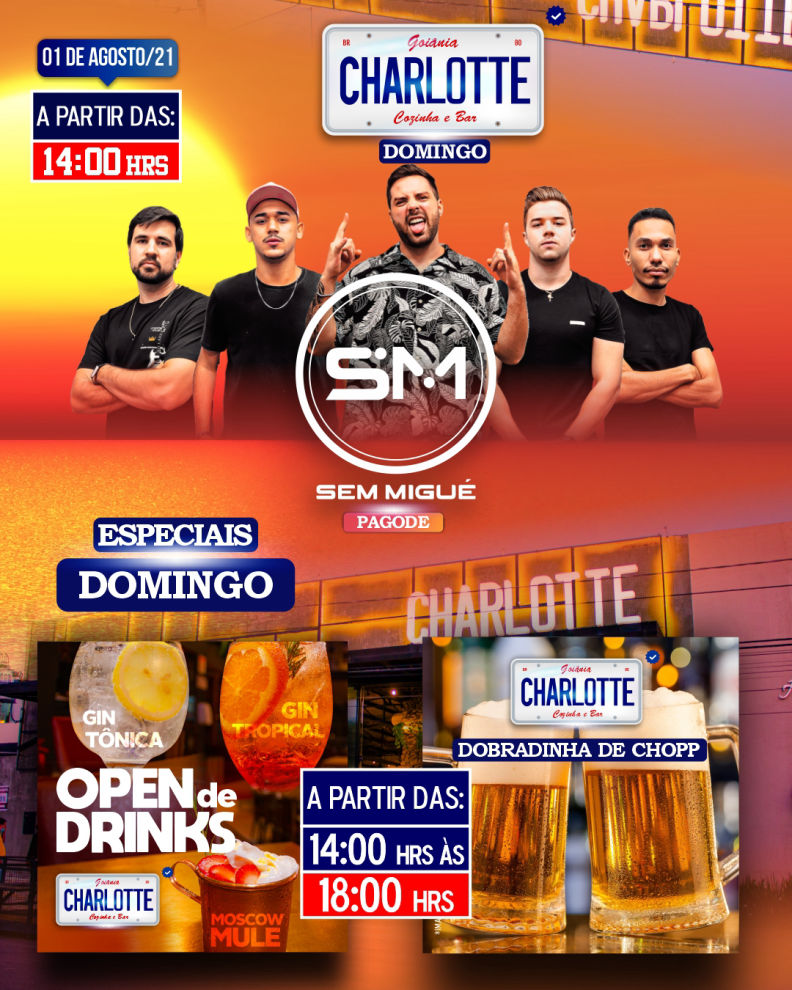 CHARLOTTE
01 DE AGOSTO/21
A PARTIR DAS:
14:00 HRS
BR Goiânia GO
CHARLOTTE
Cozinha e Bar
DOMINGO
SM
SEM MIGUÉ
PAGODE
ESPECIAIS
DOMINGO
CHARLOTTE
GIN
TÔNICA
GIN
TROPICAL
OPEN de
DRINKS
Goiânia
CHARLOTTE
Cozinha e Bar
MOSCOW
MULE
A PARTIR DAS:
14:00 HRS ÀS
18:00 HRS
Goiânia
CHARLOTTE
Cozinha e Bar
DOBRADINHA DE CHOPP